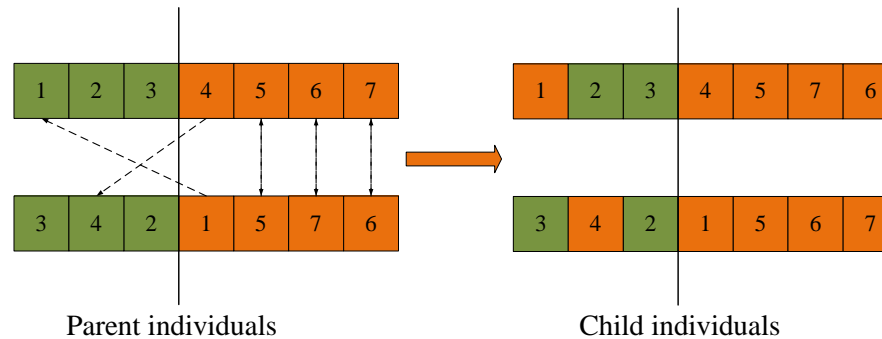 1 2 3 4 5 6 7
1 2 3 4 5 7 6
3 4 2 1 5 7 6
3 4 2 1 5 6 7
Parent individuals
Child individuals